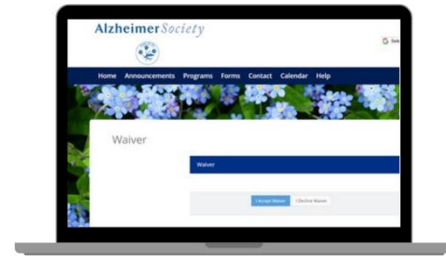 Alzheimer Society
Home Announcements Programs Forms Contact Calendar Help
Waiver
Waiver
I Accept Waiver I Decline Waiver